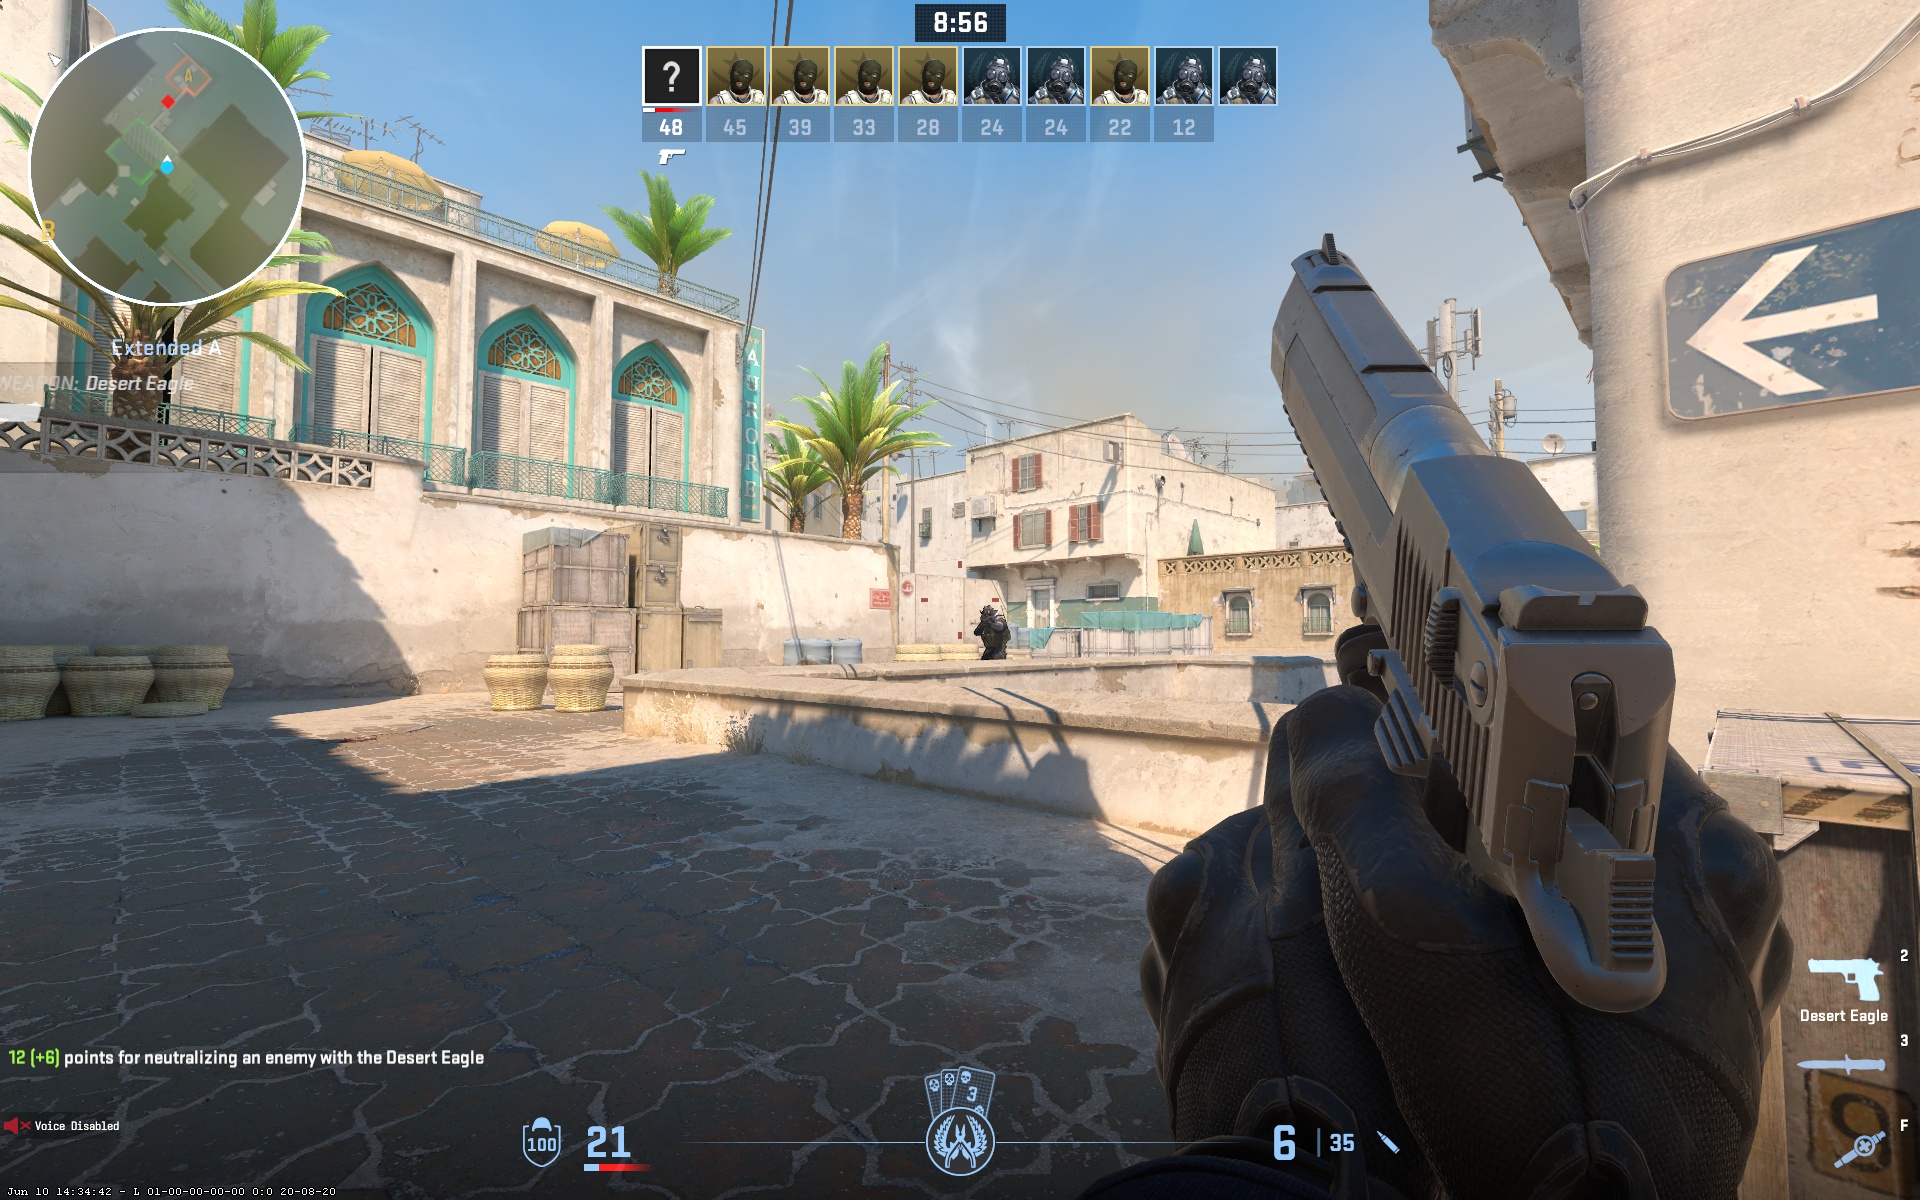 8:56
?
48 45 39 33 28 24 24 22 12
A
B
Extended A
WEAPON: Desert Eagle
AURORE
2
Desert Eagle
3
12 (+6) points for neutralizing an enemy with the Desert Eagle
3
Voice Disabled
F
100 21
6 | 35
Jun 10 14:34:42 - L 01-00-00-00-00 0:0 20-08-20